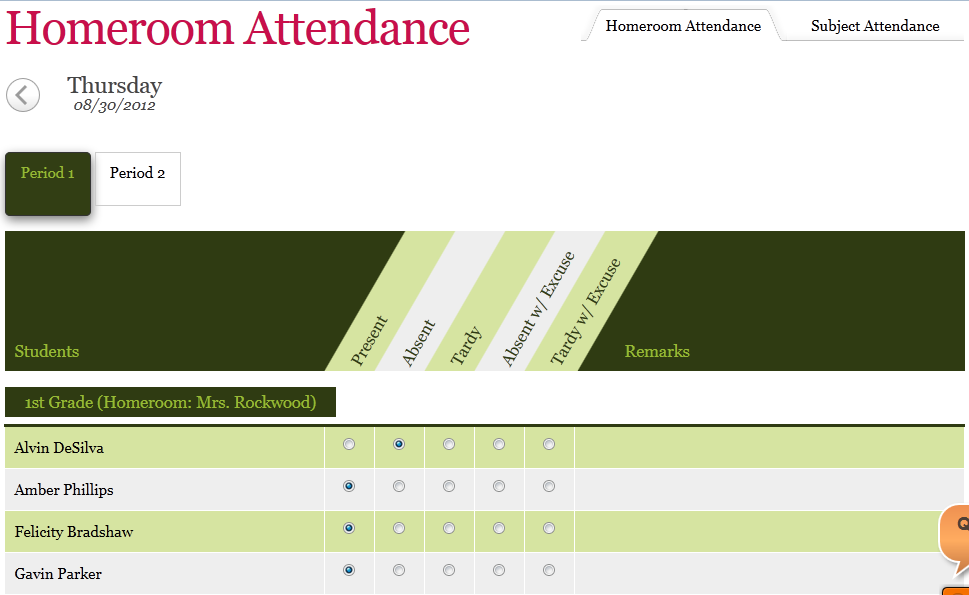 Homeroom Attendance
Homeroom Attendance
Subject Attendance
Thursday
08/30/2012
Period 1
Period 2
Students
Present
Absent
Tardy
Absent w/ Excuse
Tardy w/ Excuse
Remarks
1st Grade (Homeroom: Mrs. Rockwood)
Alvin DeSilva
Amber Phillips
Felicity Bradshaw
Gavin Parker